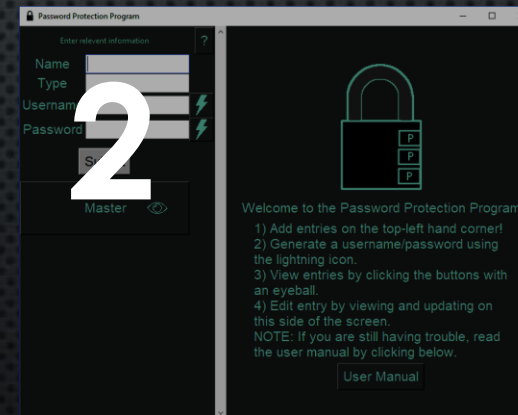 Password Protection Program
Enter relevent information
?
Name
Type
Username
Password
2
Master
P
P
P
Welcome to the Password Protection Program
1) Add entries on the top-left hand corner!
2) Generate a username/password using
the lightning icon.
3) View entries by clicking the buttons with
an eyeball.
4) Edit entry by viewing and updating on
this side of the screen.
NOTE: If you are still having trouble, read
the user manual by clicking below.
User Manual